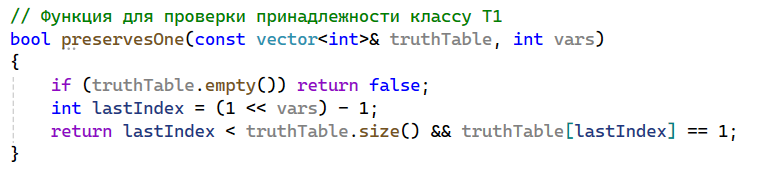 // Функция для проверки принадлежности классу T1
bool preservesOne(const vector<int>& truthTable, int vars)
{
    if (truthTable.empty()) return false;
    int lastIndex = (1 << vars) - 1;
    return lastIndex < truthTable.size() && truthTable[lastIndex] == 1;
}